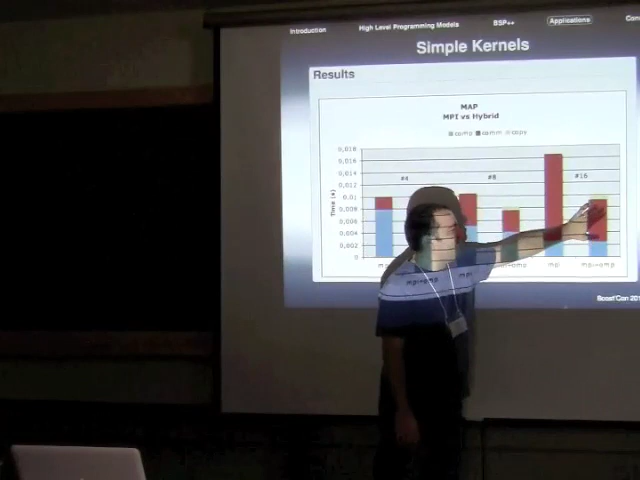 Introduction High Level Programming Models BSP++ Applications
Simple Kernels
Results
MAP
MPI vs Hybrid
comp comm copy
0,018
0,016
0,014
0,012
0,01
0,008
0,006
0,004
0,002
0
Time (s)
#4 #8 #16
mpi mpi+omp
mpi+omp mpi